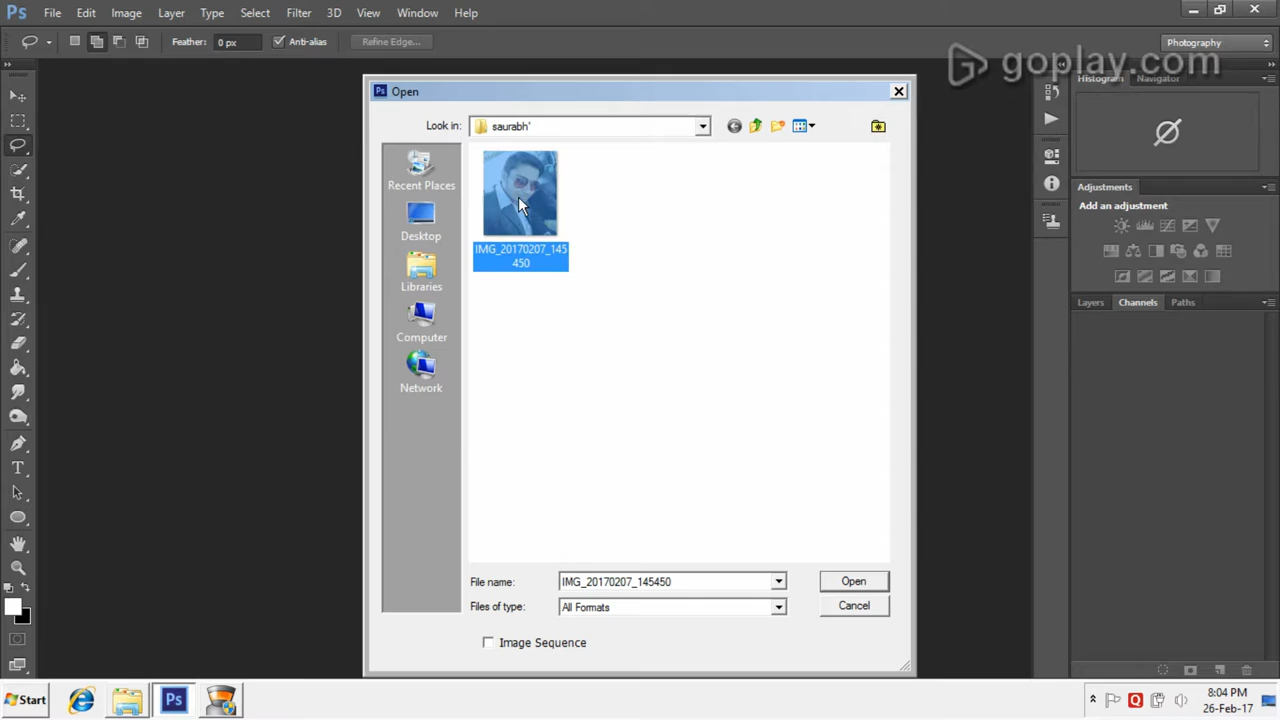 Ps File Edit Image Layer Type Select Filter 3D View Window Help
Feather: 0 px Anti-alias Refine Edge... Photography
goplay.com
Histogram Navigator
Ps Open
Look in: saurabh'
Recent Places
Desktop
Libraries
Computer
Network
IMG_20170207_145
450
File name: IMG_20170207_145450 Open
Files of type: All Formats Cancel
Image Sequence
Adjustments
Add an adjustment
Layers Channels Paths
Start Ps Q 8:04 PM
26-Feb-17